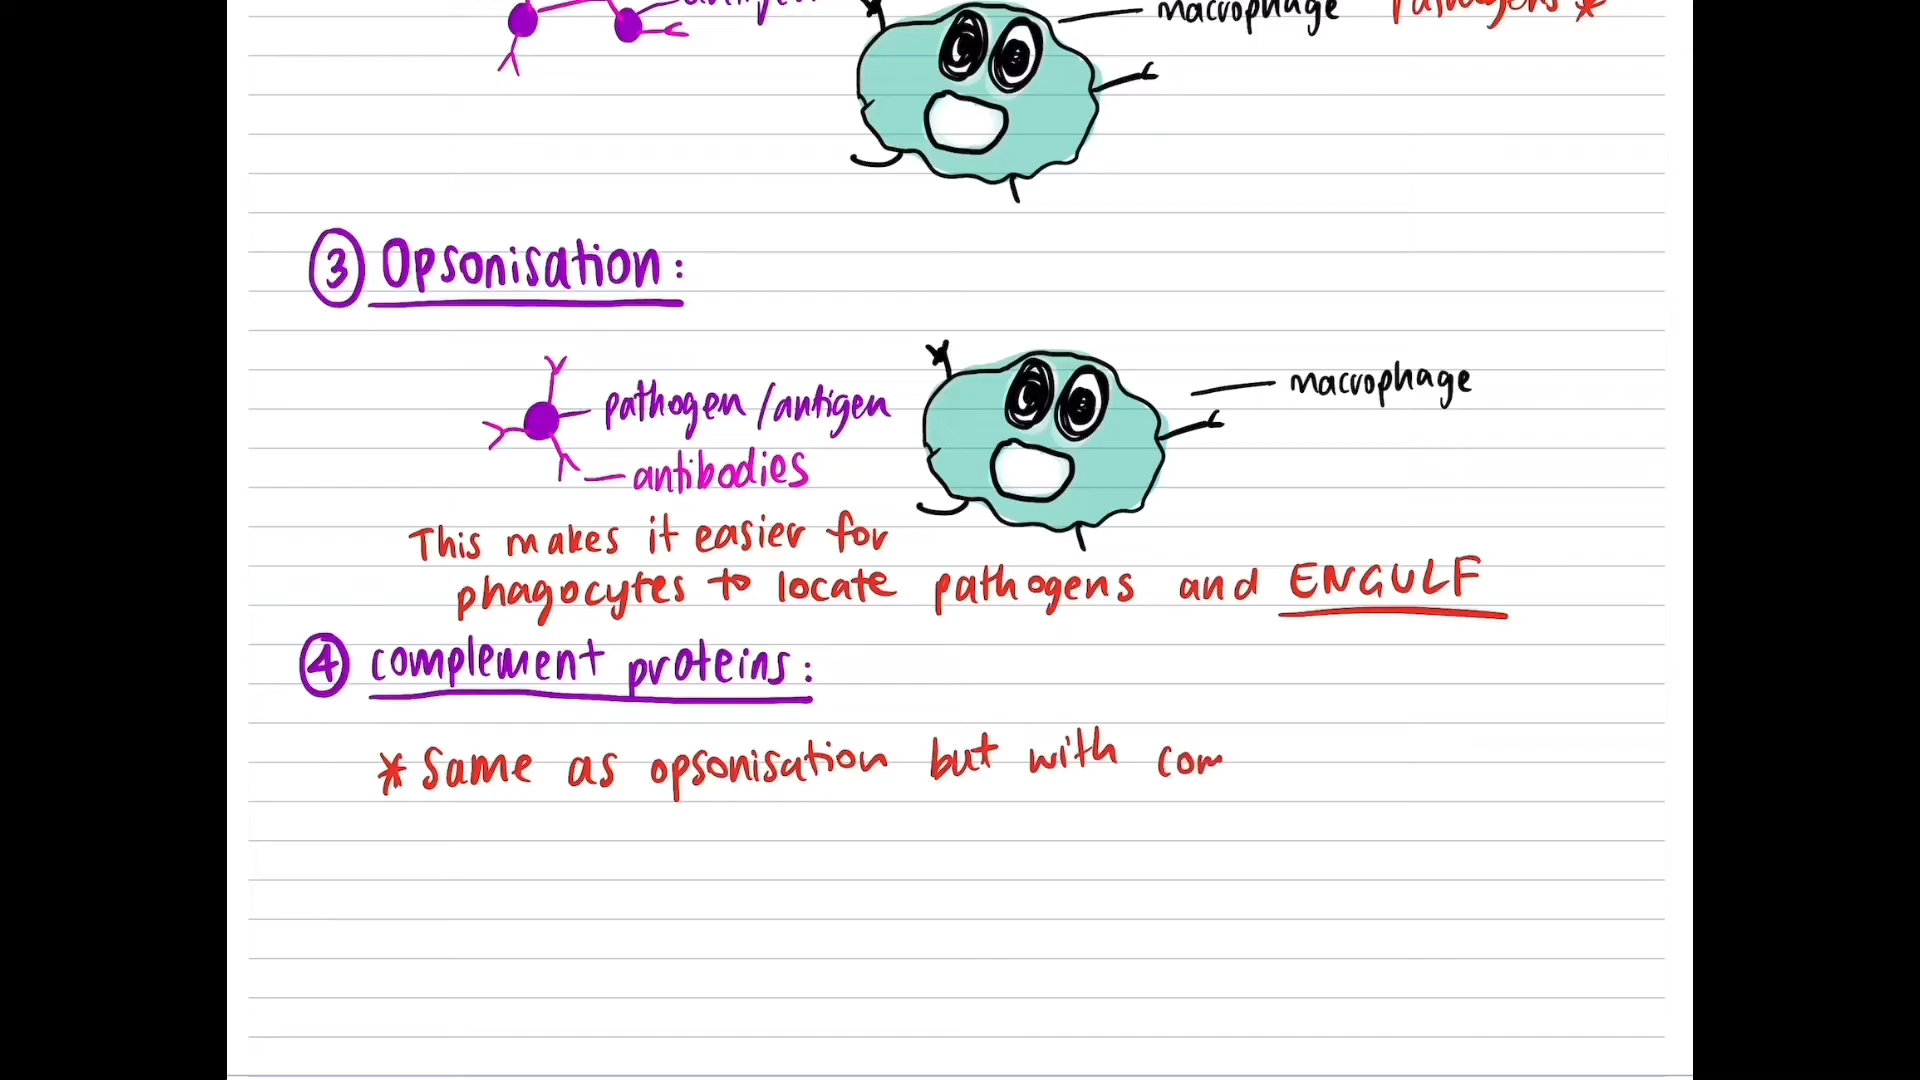 macrophage
③ Opsonisation:
pathogen/antigen
macrophage
antibodies
This makes it easier for
phagocytes to locate pathogens and ENGULF
④ complement proteins:
* Same as opsonisation but with com